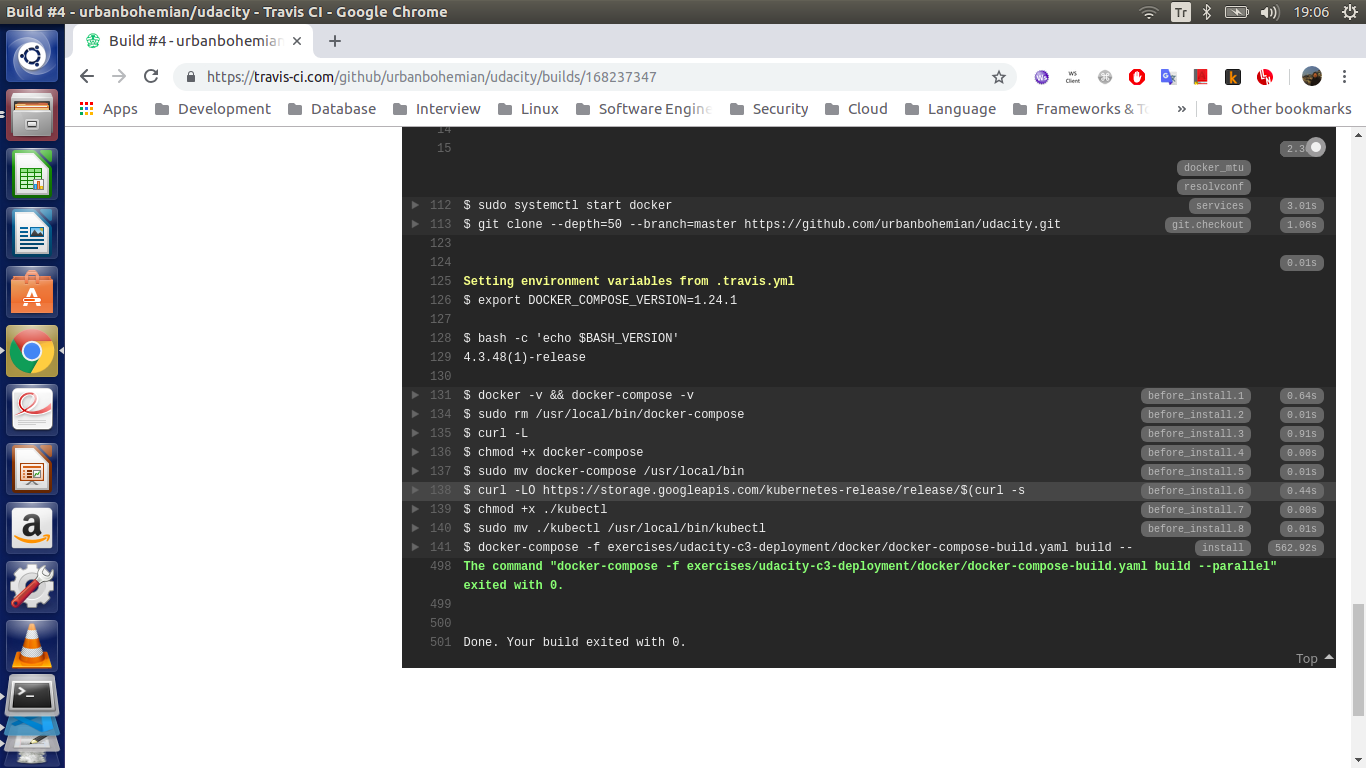 Build #4 - urbanbohemian/udacity - Travis CI - Google Chrome
Tr
19:06
Build #4 - urbanbohemian
https://travis-ci.com/github/urbanbohemian/udacity/builds/168237347
WS
Client
Apps
Development
Database
Interview
Linux
Software Engine
Security
Cloud
Language
Frameworks & To
»
Other bookmarks
14
15
2.3
docker_mtu
resolvconf
112 $ sudo systemctl start docker services 3.01s
113 $ git clone --depth=50 --branch=master https://github.com/urbanbohemian/udacity.git git.checkout 1.06s
123
124 0.01s
125 Setting environment variables from .travis.yml
126 $ export DOCKER_COMPOSE_VERSION=1.24.1
127
128 $ bash -c 'echo $BASH_VERSION'
129 4.3.48(1)-release
130
131 $ docker -v && docker-compose -v before_install.1 0.64s
134 $ sudo rm /usr/local/bin/docker-compose before_install.2 0.01s
135 $ curl -L before_install.3 0.91s
136 $ chmod +x docker-compose before_install.4 0.00s
137 $ sudo mv docker-compose /usr/local/bin before_install.5 0.01s
138 $ curl -LO https://storage.googleapis.com/kubernetes-release/release/$(curl -s before_install.6 0.44s
139 $ chmod +x ./kubectl before_install.7 0.00s
140 $ sudo mv ./kubectl /usr/local/bin/kubectl before_install.8 0.01s
141 $ docker-compose -f exercises/udacity-c3-deployment/docker/docker-compose-build.yaml build -- install 562.92s
498 The command "docker-compose -f exercises/udacity-c3-deployment/docker/docker-compose-build.yaml build --parallel"
exited with 0.
499
500
501 Done. Your build exited with 0.
Top